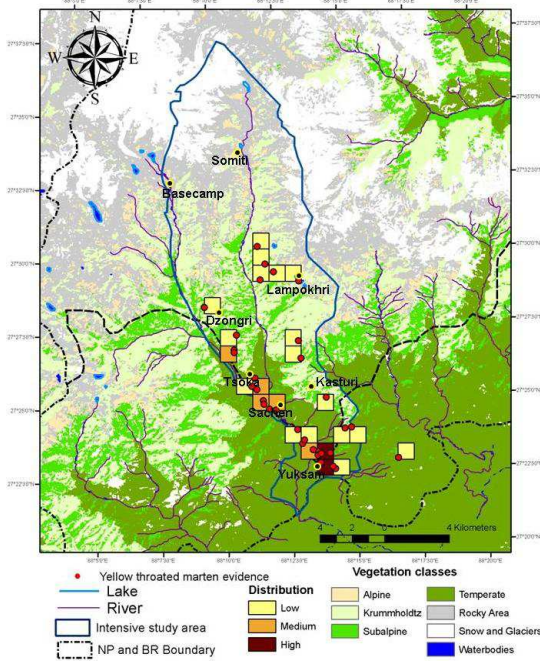 N
W E
S
Somiti
Basecamp
Lampokhri
Dzongri
Tsoka
Kasturi
Sachen
Yuksam
4 2 0 4 Kilometers
Yellow throated marten evidence
Lake
River
Intensive study area
NP and BR Boundary
Distribution
Low
Medium
High
Vegetation classes
Alpine
Krummholtz
Subalpine
Temperate
Rocky Area
Snow and Glaciers
Waterbodies